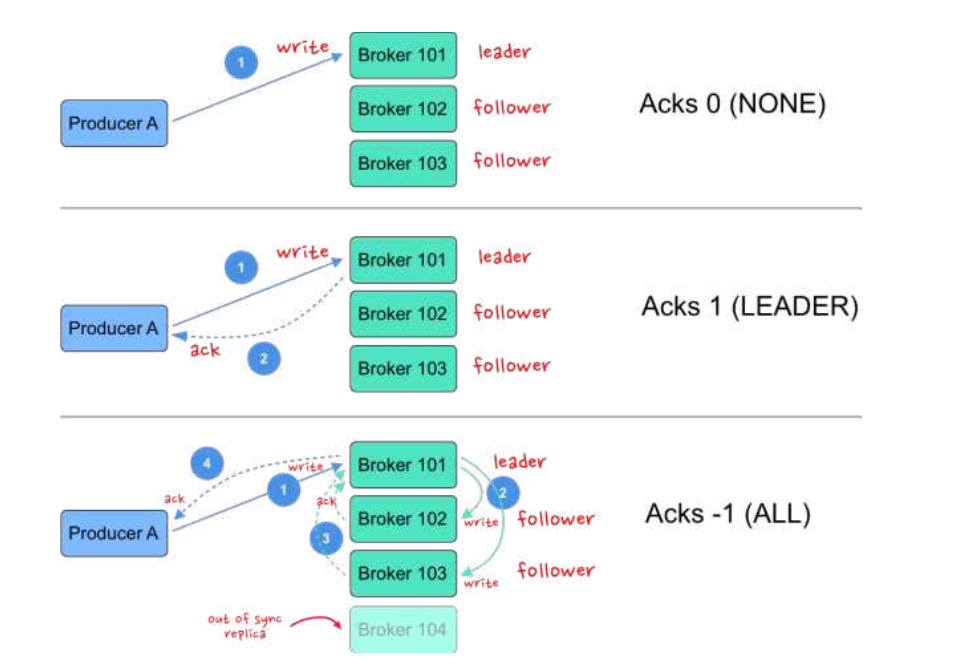 write
1
Broker 101
leader
Producer A
Broker 102
follower
Acks 0 (NONE)
Broker 103
follower
write
1
Broker 101
leader
Producer A
Broker 102
follower
Acks 1 (LEADER)
ack
2
Broker 103
follower
4
write
Broker 101
leader
ack
1
ack
2
Producer A
Broker 102
write
follower
Acks -1 (ALL)
3
Broker 103
write
follower
out of sync
replica
Broker 104